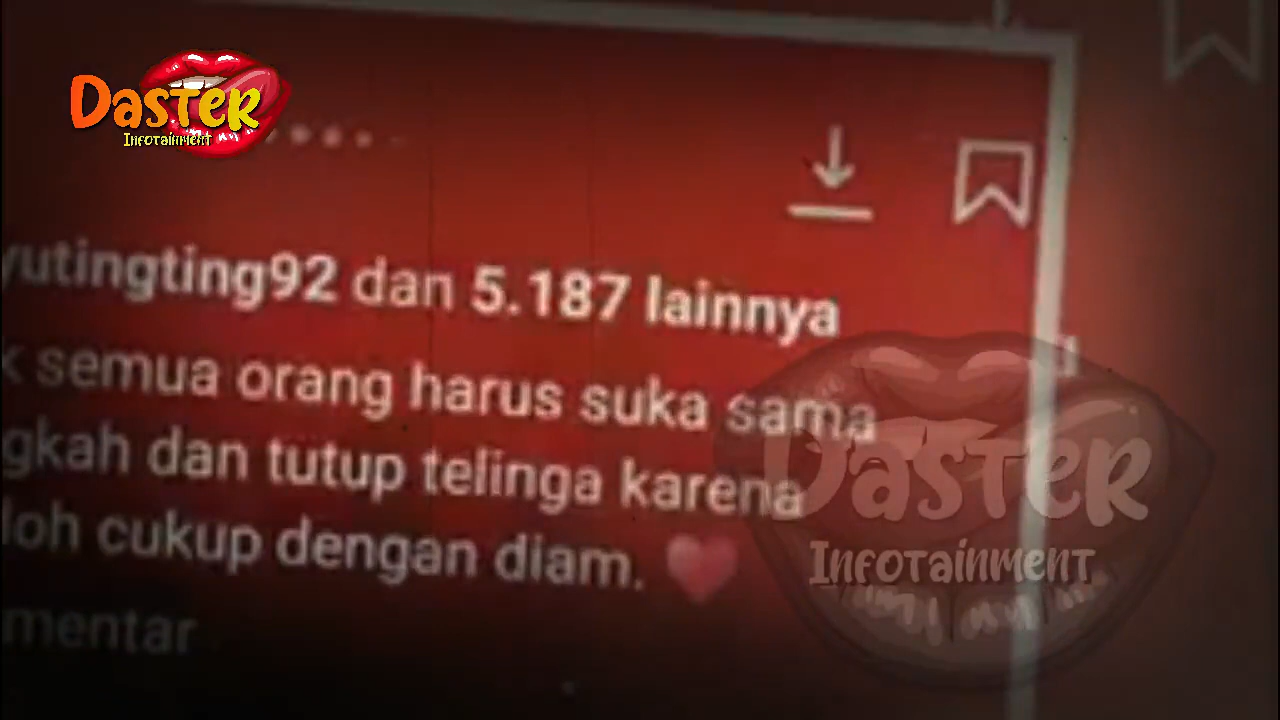 DASTER
INFOTAINMENT
yutingting92 dan 5.187 lainnya
k semua orang harus suka sama
gkah dan tutup telinga karena
loh cukup dengan diam.
mentar
DASTER
INFOTAINMENT